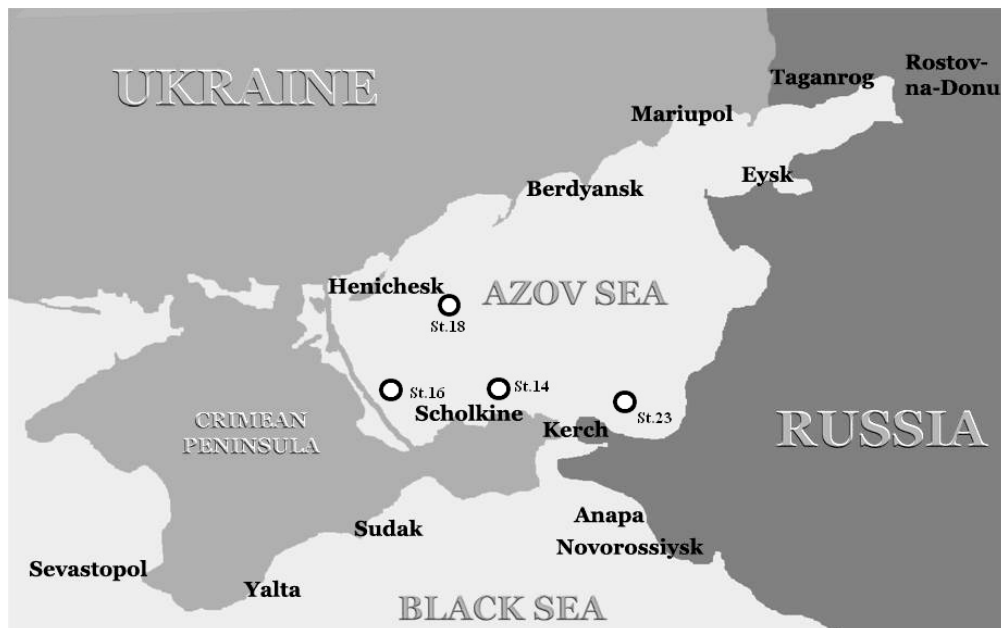 UKRAINE
Taganrog
Rostov-
na-Donu
Mariupol
Eysk
Berdyansk
Henichesk
AZOV SEA
St.18
St.16
St.14
St.23
Scholkine
CRIMEAN
PENINSULA
Kerch
RUSSIA
Sudak
Anapa
Novorossiysk
Sevastopol
Yalta
BLACK SEA